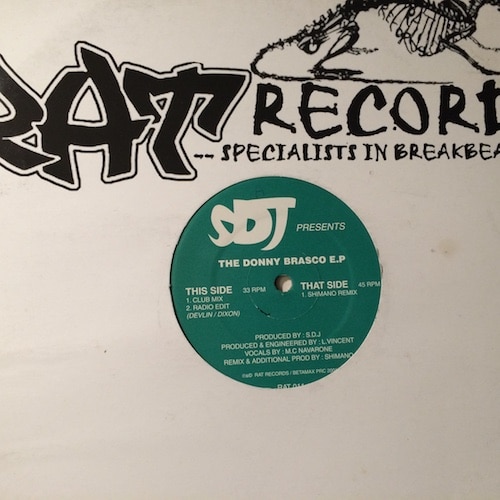 RAT RECORD
-- SPECIALISTS IN BREAKBEA
SDJ PRESENTS
THE DONNY BRASCO E.P
THIS SIDE 33 RPM THAT SIDE 45 RPM
1. CLUB MIX 1. SHIMANO REMIX
2. RADIO EDIT
(DEVLIN / DIXON)
PRODUCED BY : S.D.J
PRODUCED & ENGINEERED BY : L.VINCENT
VOCALS BY : M.C NAVARONE
REMIX & ADDITIONAL PROD BY : SHIMANO
RAT RECORDS / BETAMAX PRC
RAT